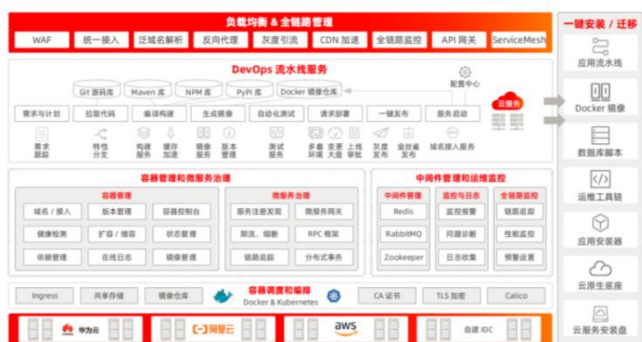 负载均衡 & 全链路管理
WAF 统一接入 泛域名解析 反向代理 灰度引流 CDN 加速 全链路监控 API 网关 ServiceMesh
DevOps 流水线服务
配置中心
Git 源码库 Maven 库 NPM 库 PyPI 库 Docker 镜像仓库
需求与计划 拉取代码 编译构建 生成镜像 自动化测试 请求部署 一键发布 服务启动
云服务
需求跟踪 特性分支 构建服务 缓存加速 镜像服务 版本管理 测试服务 多套环境 变更大盘 上线审批 灰度发布 金丝雀发布 域名接入服务
容器管理和微服务治理
容器管理
域名 / 接入 版本管理 容器控制台
健康检测 扩容 / 缩容 状态管理
依赖管理 在线日志 镜像管理
微服务治理
服务注册发现 微服务网关
限流、熔断 RPC 框架
链路追踪 分布式事务
中间件管理和运维监控
中间件管理 监控与日志 全链路监控
Redis 监控报警 链路追踪
RabbitMQ 问题诊断 性能监控
Zookeeper 日志收集 预警设置
容器调度和编排
Docker & Kubernetes
Ingress 共享存储 镜像仓库 CA 证书 TLS 加密 Calico
华为云 阿里云 aws 自建 IDC
一键安装 / 迁移
应用流水线
Docker 镜像
数据库脚本
运维工具链
应用安装器
云原生底座
云服务安装盘